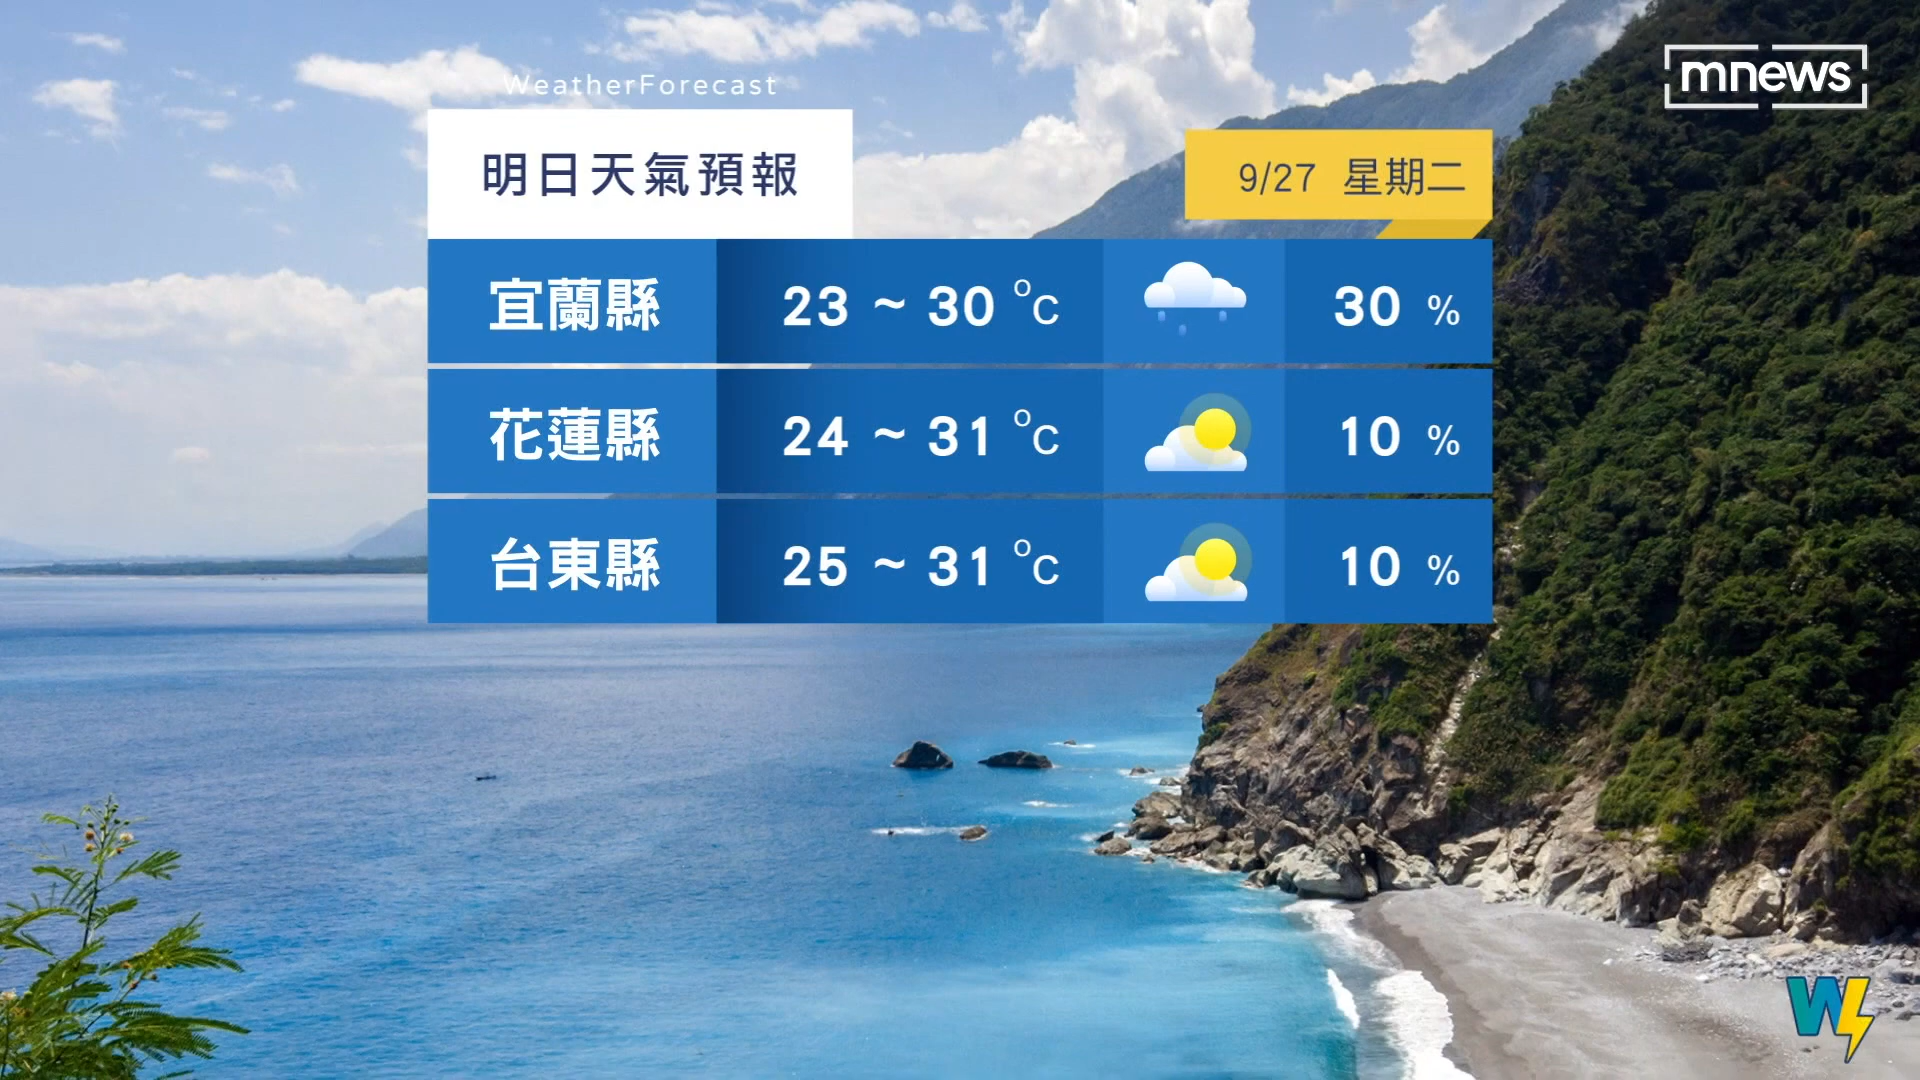 mnews
WeatherForecast
明日天氣預報
9/27 星期二
宜蘭縣 23 ~ 30 °C 30 %
花蓮縣 24 ~ 31 °C 10 %
台東縣 25 ~ 31 °C 10 %
W